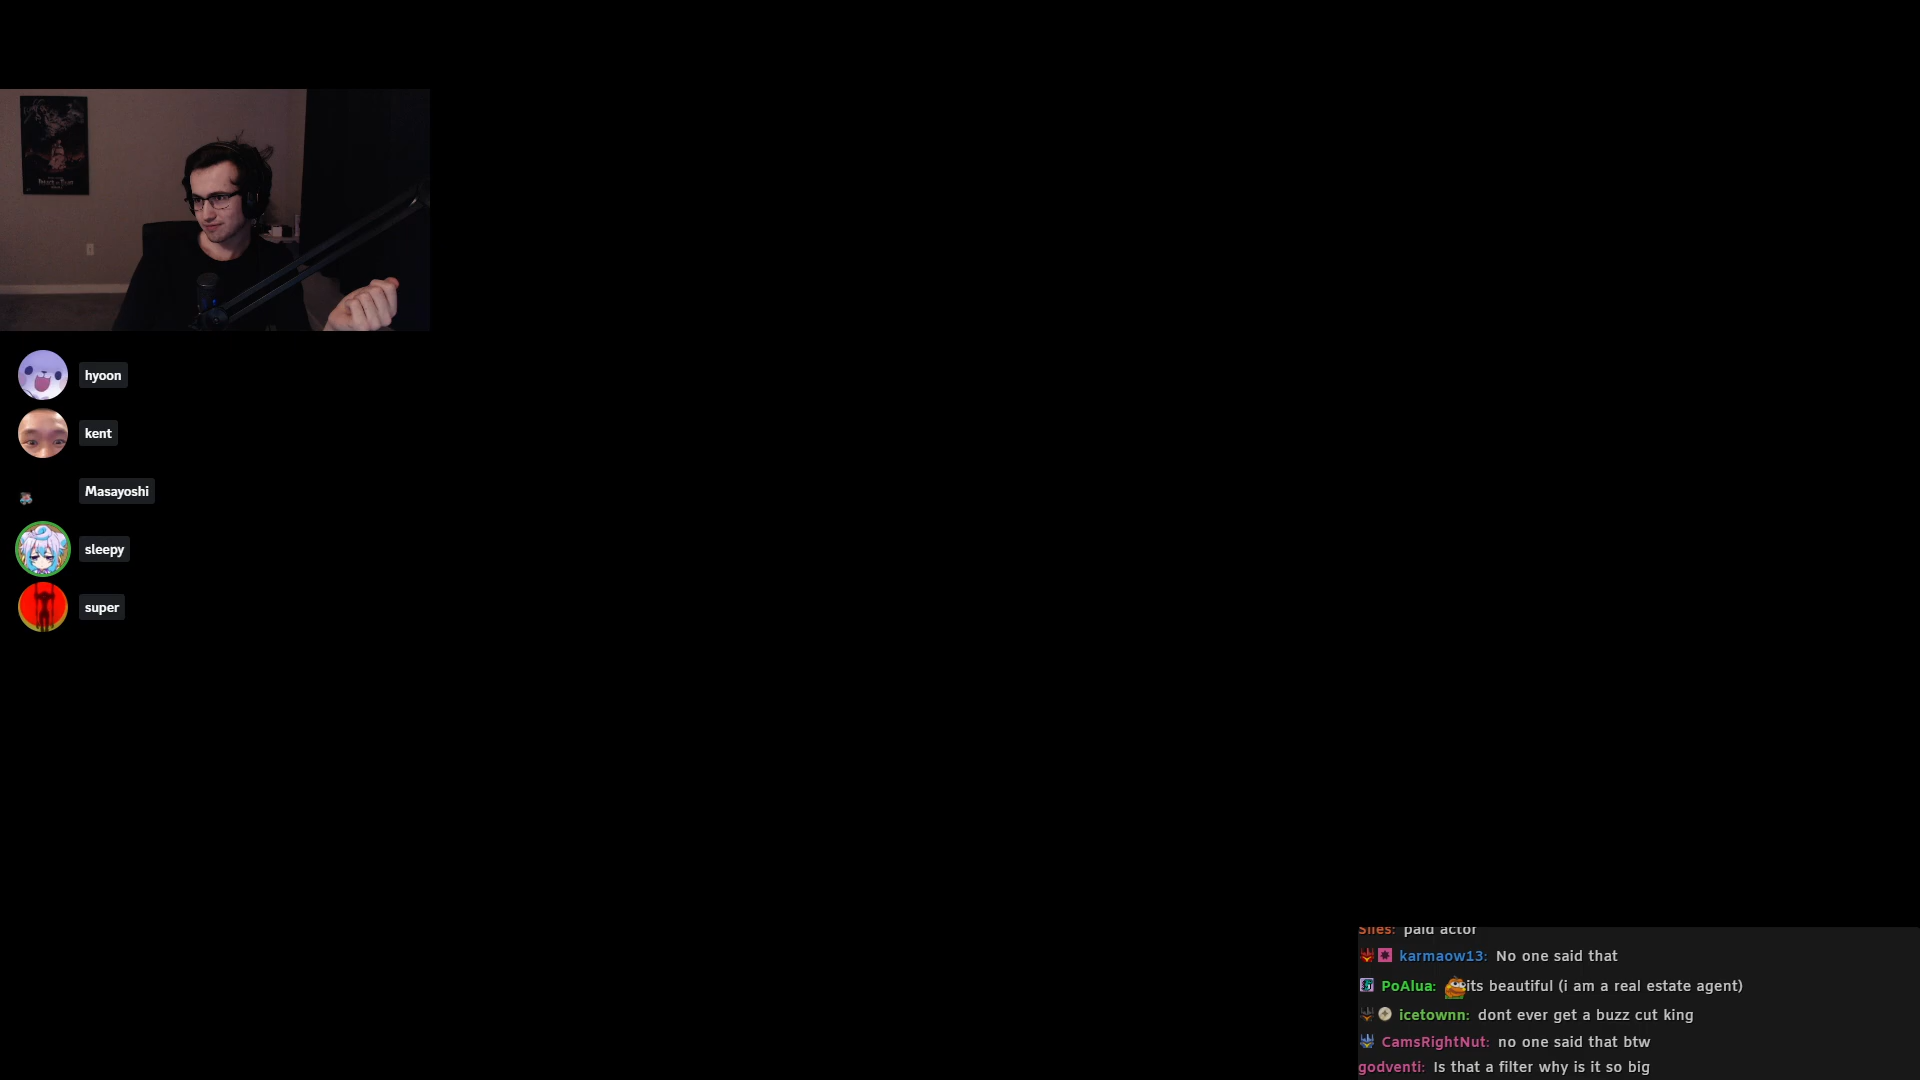 hyoon
kent
Masayoshi
sleepy
super
paid actor
karmaow13: No one said that
PoAlua: its beautiful (i am a real estate agent)
icetownn: dont ever get a buzz cut king
CamsRightNut: no one said that btw
godventi: Is that a filter why is it so big